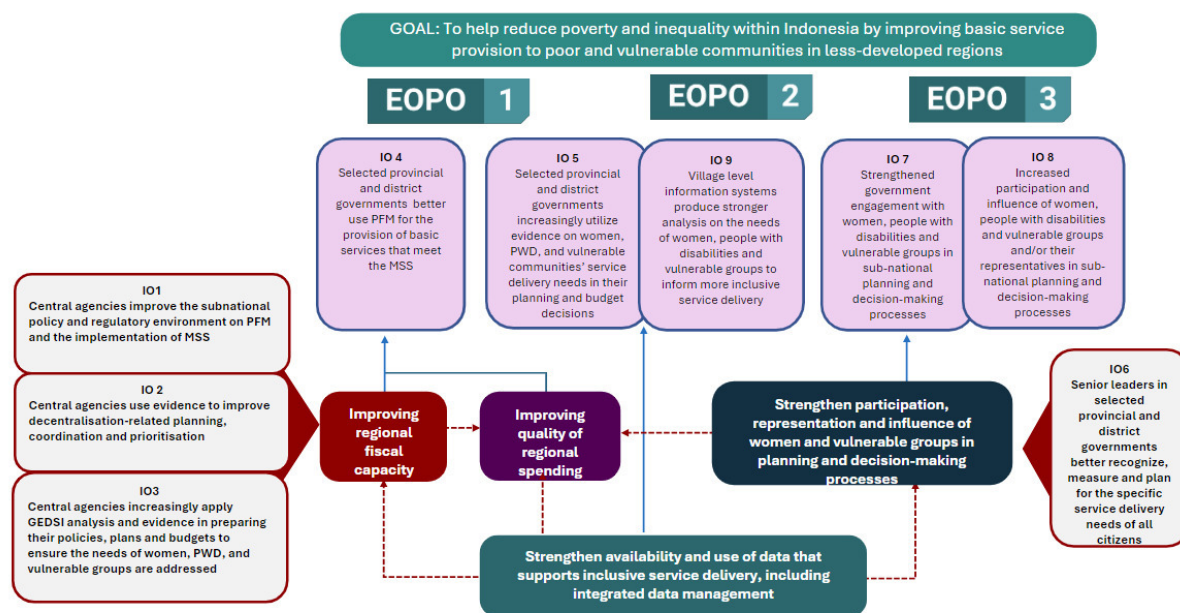 GOAL: To help reduce poverty and inequality within Indonesia by improving basic service
provision to poor and vulnerable communities in less-developed regions
EOPO 1
EOPO 2
EOPO 3
IO 4
Selected provincial
and district
governments better
use PFM for the
provision of basic
services that meet
the MSS
IO 5
Selected provincial
and district
governments
increasingly utilize
evidence on women,
PWD, and vulnerable
communities' service
delivery needs in their
planning and budget
decisions
IO 9
Village level
information systems
produce stronger
analysis on the needs
of women, people with
disabilities and
vulnerable groups to
inform more inclusive
service delivery
IO 7
Strengthened
government
engagement with
women, people with
disabilities and
vulnerable groups in
sub-national
planning and
decision-making
processes
IO 8
Increased
participation and
influence of women,
people with disabilities
and vulnerable groups
and/or their
representatives in sub-
national planning and
decision-making
processes
IO1
Central agencies improve the subnational
policy and regulatory environment on PFM
and the implementation of MSS
IO 2
Central agencies use evidence to improve
decentralisation-related planning,
coordination and prioritisation
IO3
Central agencies increasingly apply
GEDSI analysis and evidence in preparing
their policies, plans and budgets to
ensure the needs of women, PWD, and
vulnerable groups are addressed
Improving
regional
fiscal
capacity
Improving
quality of
regional
spending
Strengthen participation,
representation and influence of
women and vulnerable groups in
planning and decision-making
processes
IO6
Senior leaders in
selected
provincial and
district
governments
better recognize,
measure and plan
for the specific
service delivery
needs of all
citizens
Strengthen availability and use of data that
supports inclusive service delivery, including
integrated data management